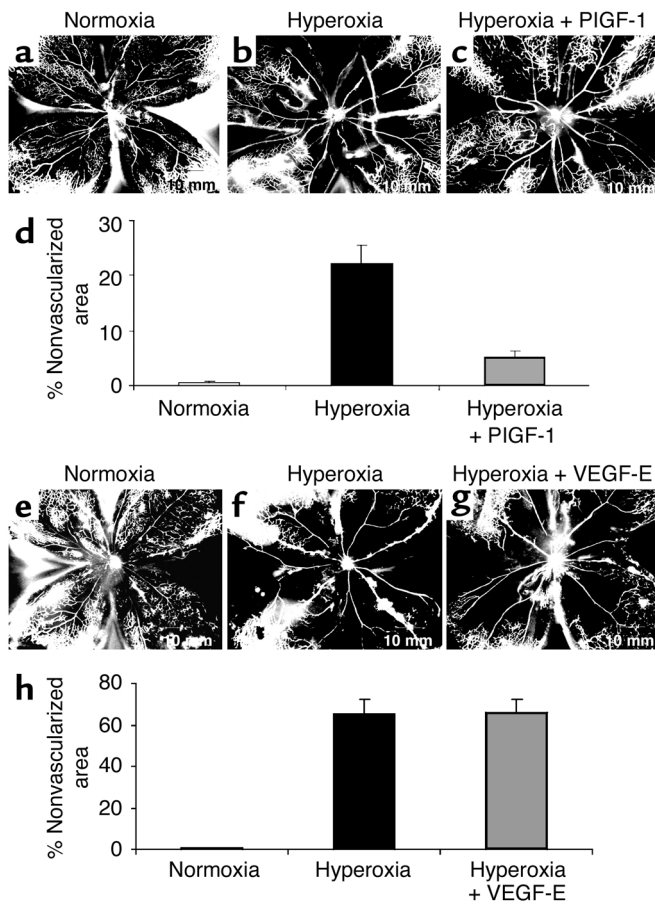 Normoxia Hyperoxia Hyperoxia + PIGF-1
a b c
10 mm 10 mm 10 mm
d
% Nonvascularized
area
30
20
10
0
Normoxia Hyperoxia Hyperoxia
+ PIGF-1
Normoxia Hyperoxia Hyperoxia + VEGF-E
e f g
10 mm 10 mm 10 mm
h
% Nonvascularized
area
80
60
40
20
0
Normoxia Hyperoxia Hyperoxia
+ VEGF-E